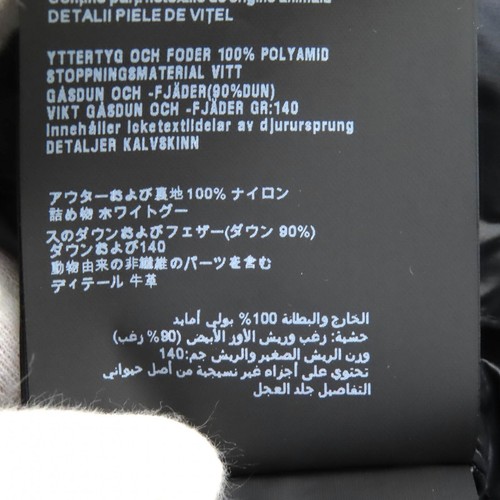 DETALII PIELE DE VIȚEL
YTTERTYG OCH FODER 100% POLYAMID
STOPPNINGSMATERIAL VITT
GÅSDUN OCH -FJÄDER(90%DUN)
VIKT GÅSDUN OCH -FJÄDER GR:140
Innehåller icketextildelar av djurursprung
DETALJER KALVSKINN
アウターおよび裏地100% ナイロン
詰め物 ホワイトグー
スのダウンおよびフェザー(ダウン 90%)
ダウンおよび140
動物由来の非繊維のパーツを含む
ディテール 牛革
الخارج والبطانة 100% بولي أمايد
حشية: رغب وريش الأوز الأبيض (90% رغب)
وزن الريش الصغير والريش جم:140
تحتوي على أجزاء غير نسيجية من أصل حيواني
التفاصيل جلد العجل